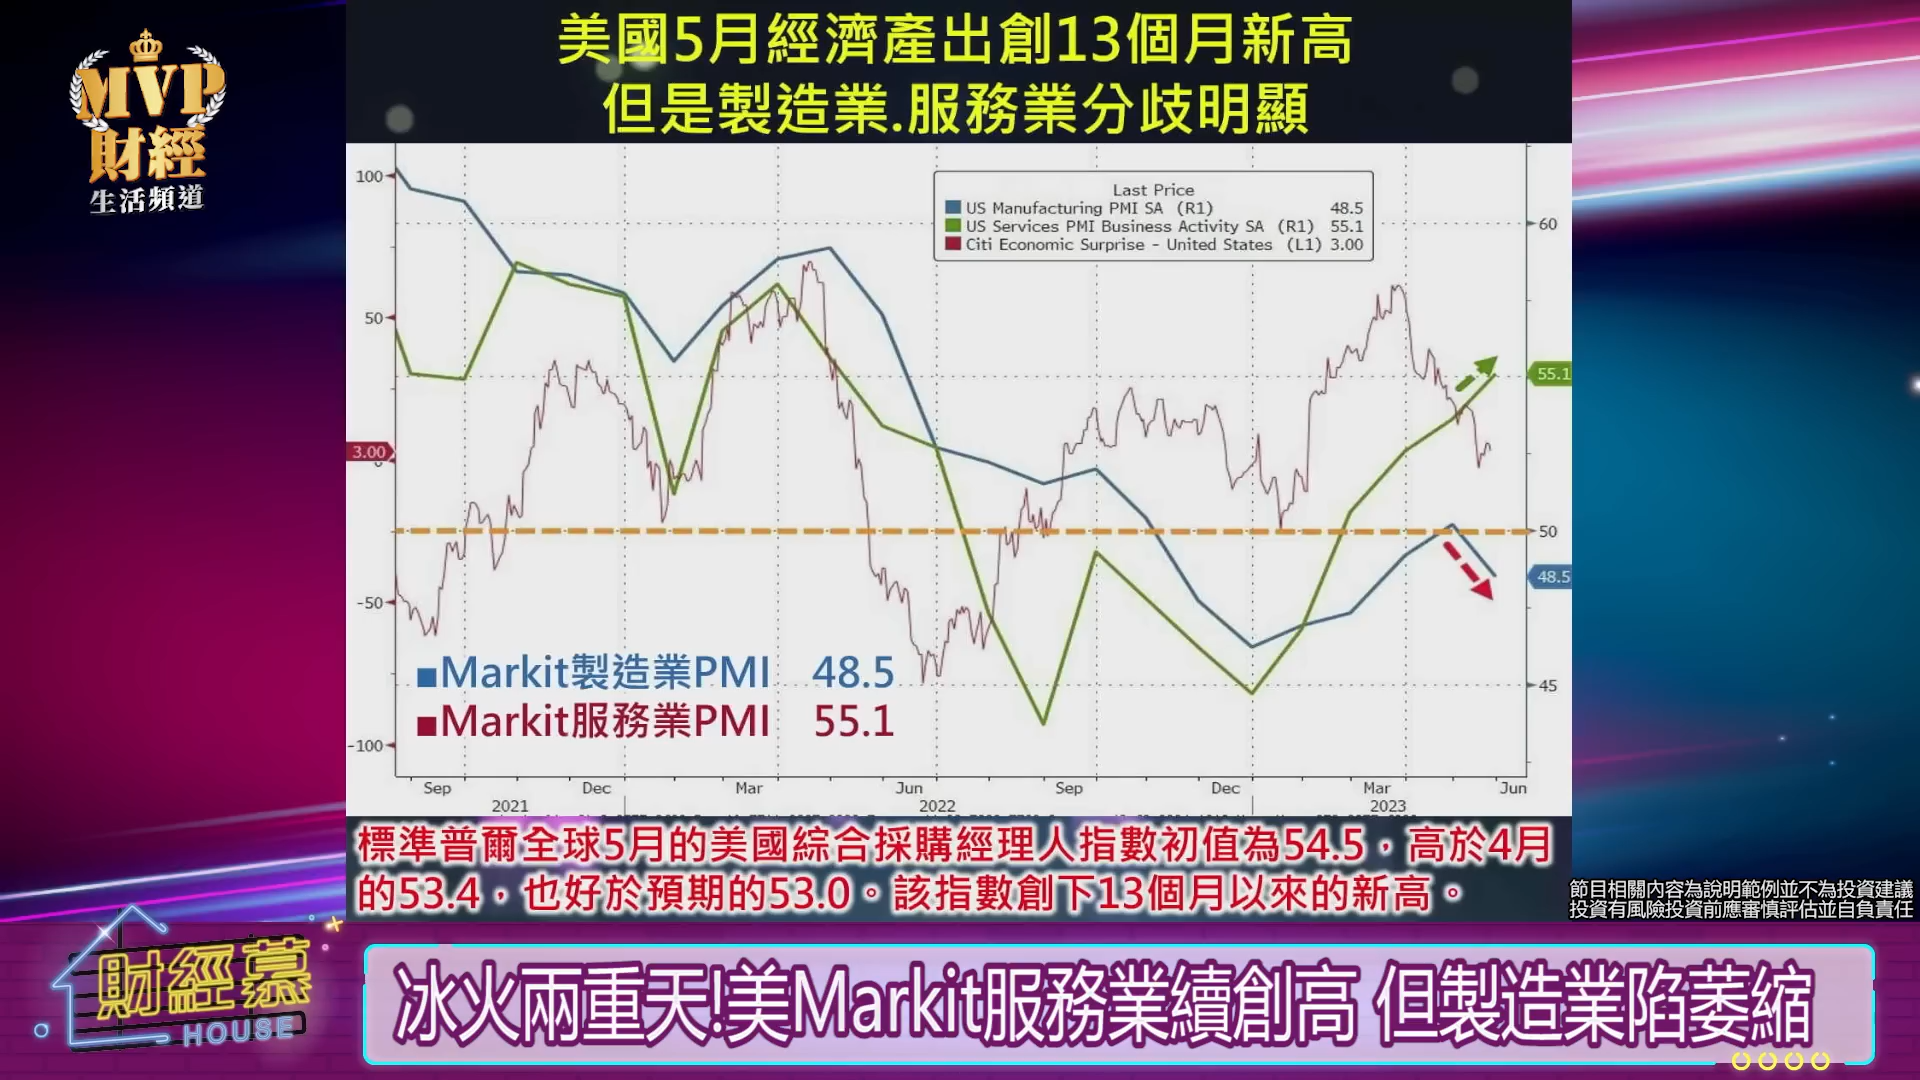 MVP
財經
生活頻道
美國5月經濟產出創13個月新高
但是製造業.服務業分歧明顯
Last Price
US Manufacturing PMI SA (R1) 48.5
US Services PMI Business Activity SA (R1) 55.1
Citi Economic Surprise - United States (L1) 3.00
100
50
3.00
0
-50
-100
60
55.1
50
48.5
45
■Markit製造業PMI 48.5
■Markit服務業PMI 55.1
Sep Dec Mar Jun Sep Dec Mar Jun
2021 2022 2023
標準普爾全球5月的美國綜合採購經理人指數初值為54.5，高於4月
的53.4，也好於預期的53.0。該指數創下13個月以來的新高。
節目相關內容為說明範例並不為投資建議
投資有風險投資前應審慎評估並自負責任
財經慕
HOUSE
冰火兩重天!美Markit服務業續創高 但製造業陷萎縮